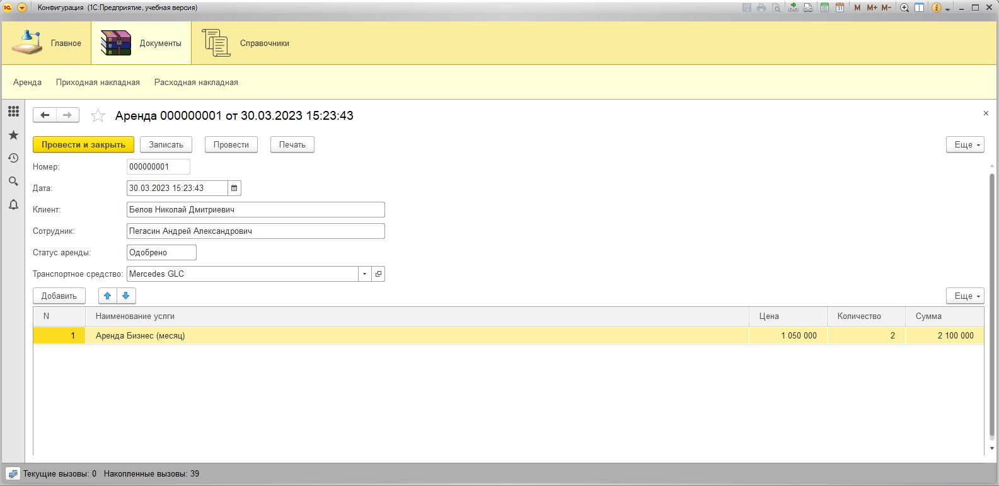 1С Конфигурация (1С:Предприятие, учебная версия) 31 M M+ M- i
Главное Документы Справочники
Аренда Приходная накладная Расходная накладная
Аренда 000000001 от 30.03.2023 15:23:43
Провести и закрыть Записать Провести Печать Еще
Номер: 000000001
Дата: 30.03.2023 15:23:43
Клиент: Белов Николай Дмитриевич
Сотрудник: Пегасин Андрей Александрович
Статус аренды: Одобрено
Транспортное средство: Mercedes GLC
Добавить Еще
N Наименование услги Цена Количество Сумма
1 Аренда Бизнес (месяц) 1 050 000 2 2 100 000
Текущие вызовы: 0 Накопленные вызовы: 39